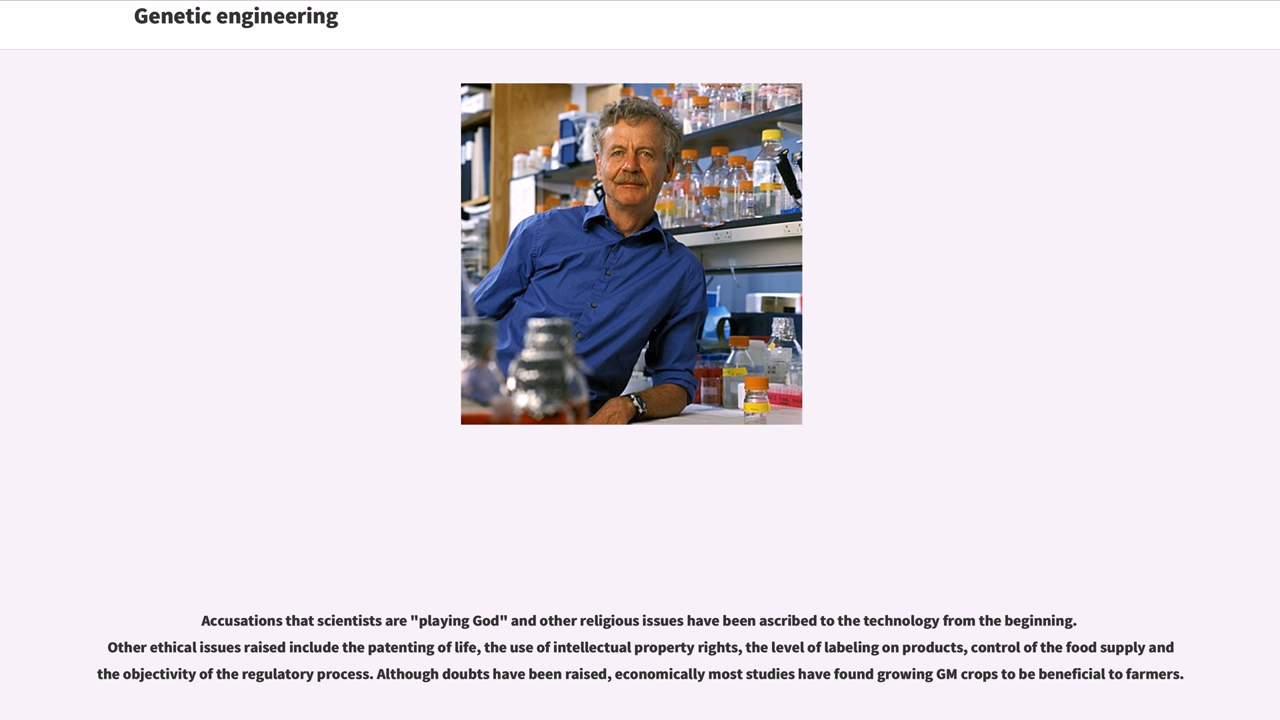 Genetic engineering
Accusations that scientists are "playing God" and other religious issues have been ascribed to the technology from the beginning.
Other ethical issues raised include the patenting of life, the use of intellectual property rights, the level of labeling on products, control of the food supply and
the objectivity of the regulatory process. Although doubts have been raised, economically most studies have found growing GM crops to be beneficial to farmers.